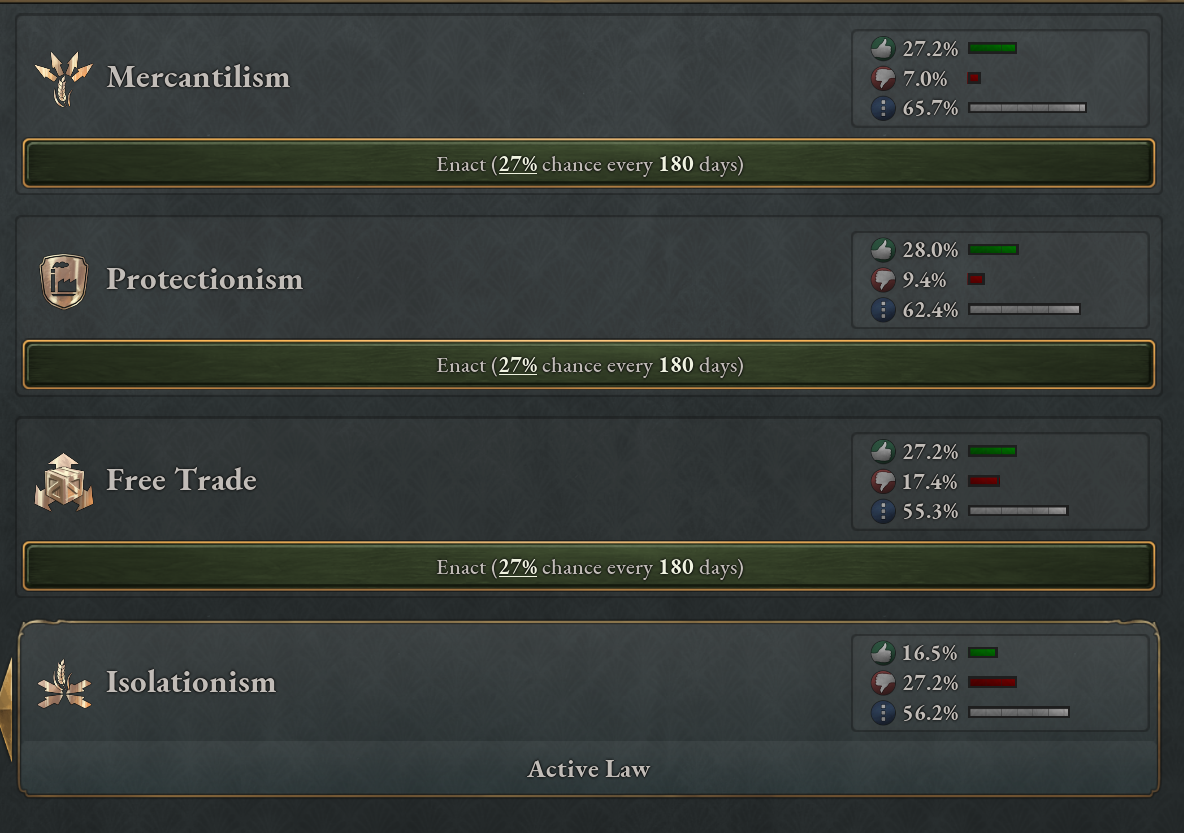 Mercantilism
27.2%
7.0%
65.7%
Enact (27% chance every 180 days)
Protectionism
28.0%
9.4%
62.4%
Enact (27% chance every 180 days)
Free Trade
27.2%
17.4%
55.3%
Enact (27% chance every 180 days)
Isolationism
16.5%
27.2%
56.2%
Active Law